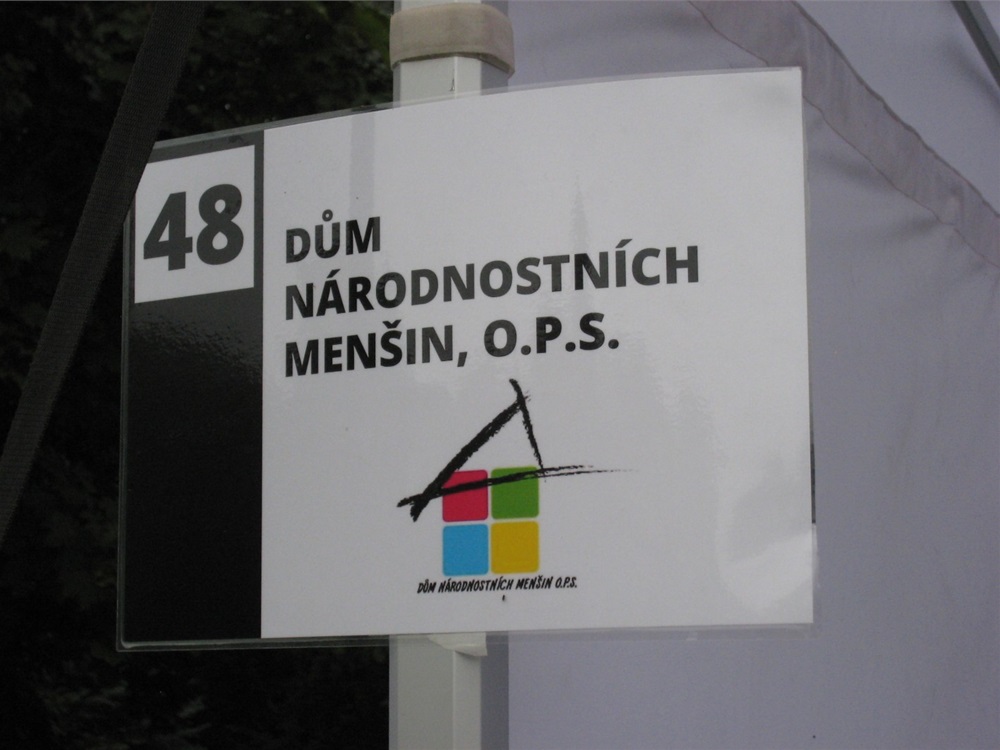 48
DŮM
NÁRODNOSTNÍCH
MENŠIN, O.P.S.
DŮM NÁRODNOSTNÍCH MENŠIN O.P.S.